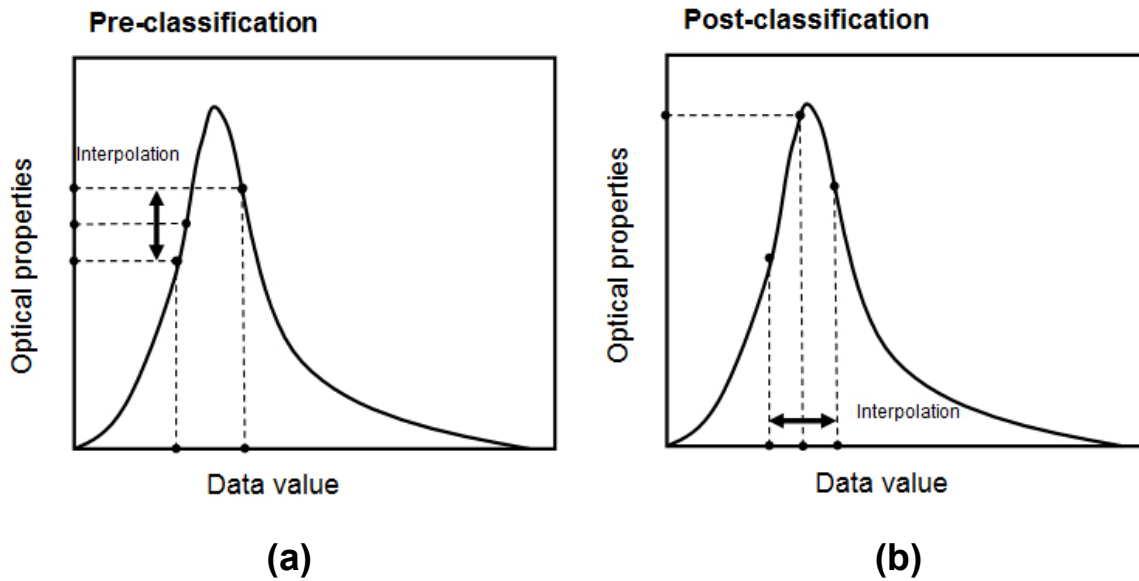 Pre-classification
Interpolation
Optical properties
Data value
(a)
Post-classification
Optical properties
Interpolation
Data value
(b)